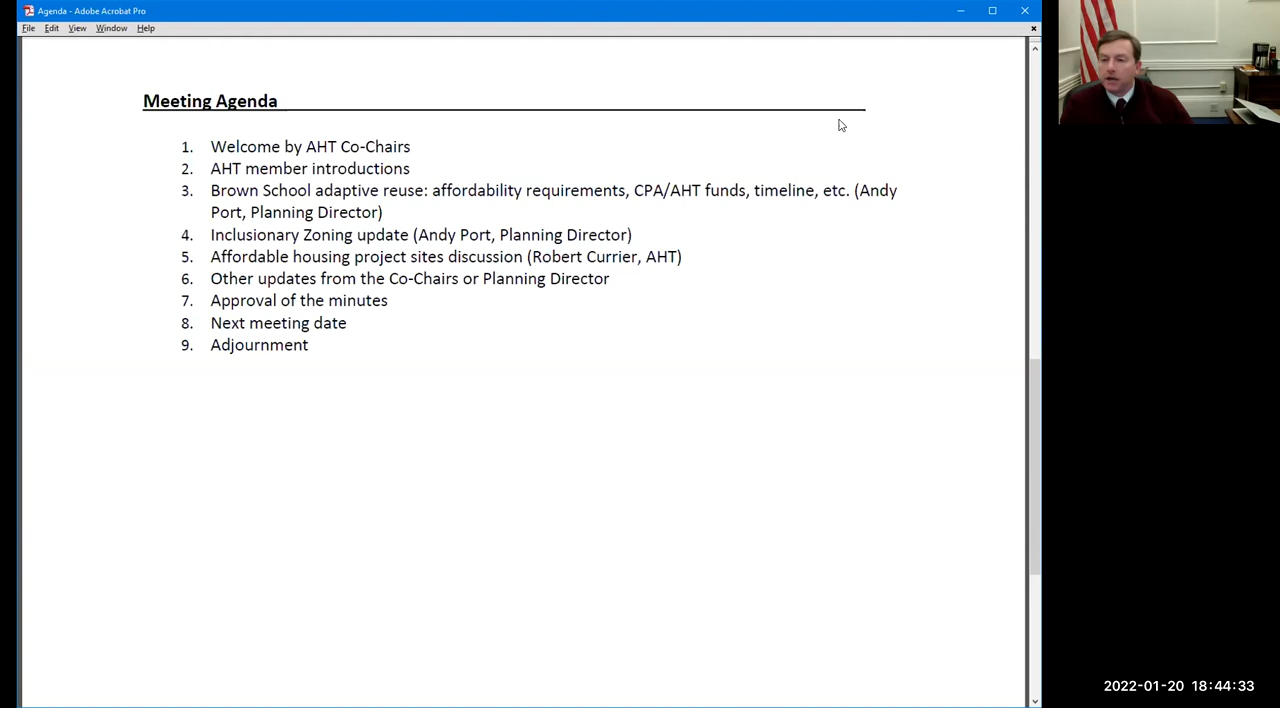 Agenda - Adobe Acrobat Pro
File Edit View Window Help
Meeting Agenda
1. Welcome by AHT Co-Chairs
2. AHT member introductions
3. Brown School adaptive reuse: affordability requirements, CPA/AHT funds, timeline, etc. (Andy
Port, Planning Director)
4. Inclusionary Zoning update (Andy Port, Planning Director)
5. Affordable housing project sites discussion (Robert Currier, AHT)
6. Other updates from the Co-Chairs or Planning Director
7. Approval of the minutes
8. Next meeting date
9. Adjournment
2022-01-20 18:44:33